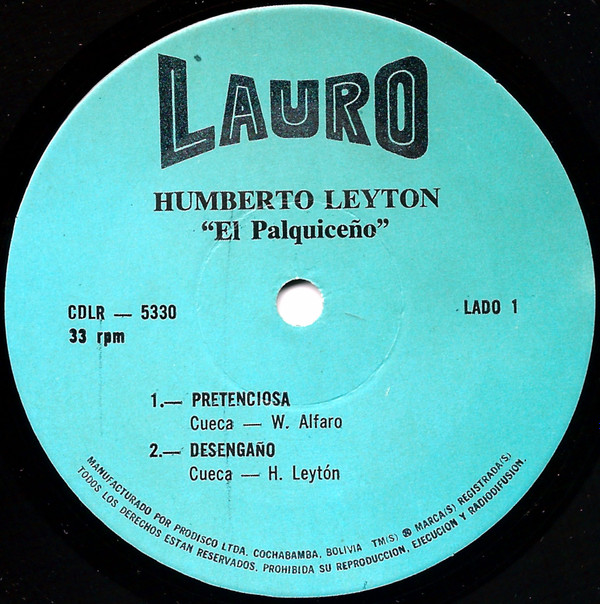 LAURO
HUMBERTO LEYTON
“El Palquiceño”
CDLR — 5330
LADO 1
33 rpm
1.— PRETENCIOSA
Cueca — W. Alfaro
2.— DESENGAÑO
Cueca — H. Leytón
MANUFACTURADO POR PRODISCO LTDA. COCHABAMBA, BOLIVIA TM(S) ® MARCA(S) REGISTRADA(S)
TODOS LOS DERECHOS ESTAN RESERVADOS. PROHIBIDA SU REPRODUCCION, EJECUCION Y RADIODIFUSION.